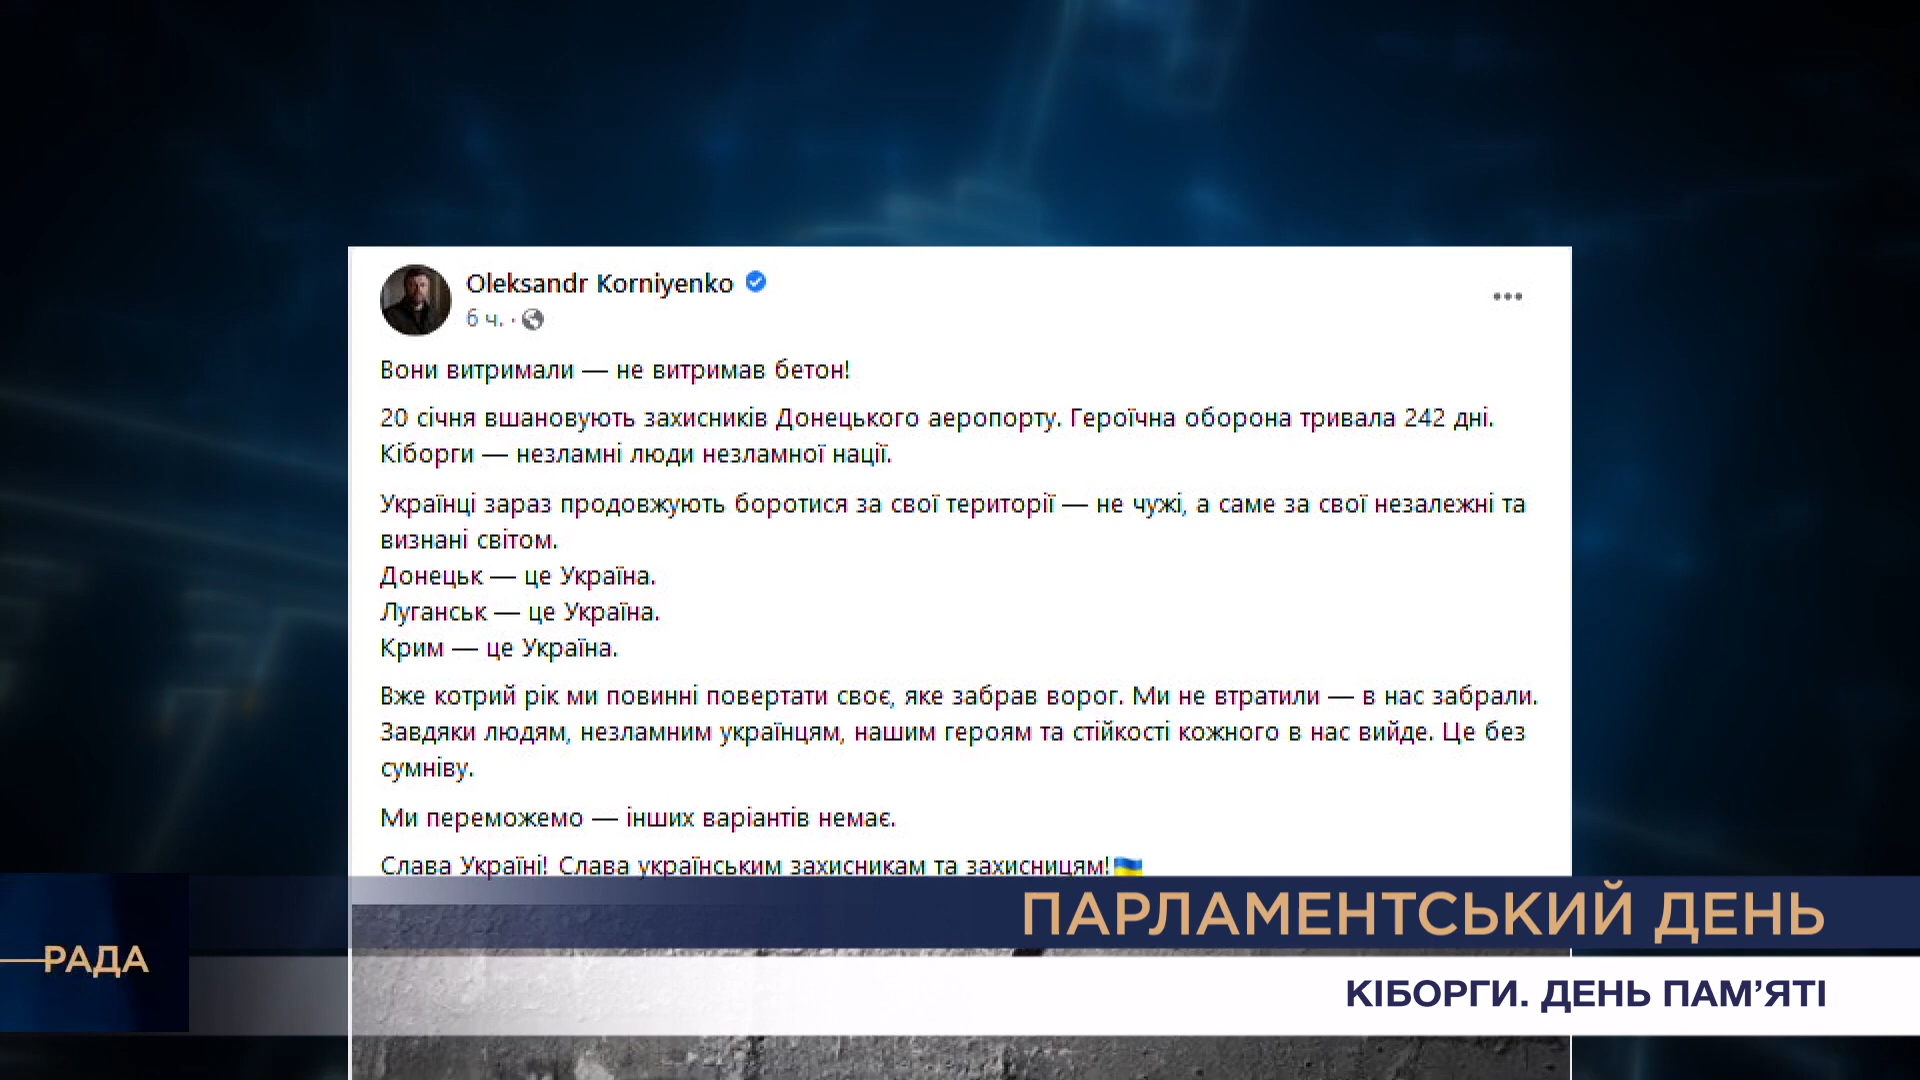 Oleksandr Korniyenko
6 ч. ·
Вони витримали — не витримав бетон!
20 січня вшановують захисників Донецького аеропорту. Героїчна оборона тривала 242 дні.
Кіборги — незламні люди незламної нації.
Українці зараз продовжують боротися за свої території — не чужі, а саме за свої незалежні та
визнані світом.
Донецьк — це Україна.
Луганськ — це Україна.
Крим — це Україна.
Вже котрий рік ми повинні повертати своє, яке забрав ворог. Ми не втратили — в нас забрали.
Завдяки людям, незламним українцям, нашим героям та стійкості кожного в нас вийде. Це без
сумніву.
Ми переможемо — інших варіантів немає.
Слава Україні! Слава українським захисникам та захисницям!🇺🇦
ПАРЛАМЕНТСЬКИЙ ДЕНЬ
РАДА
КІБОРГИ. ДЕНЬ ПАМ’ЯТІ